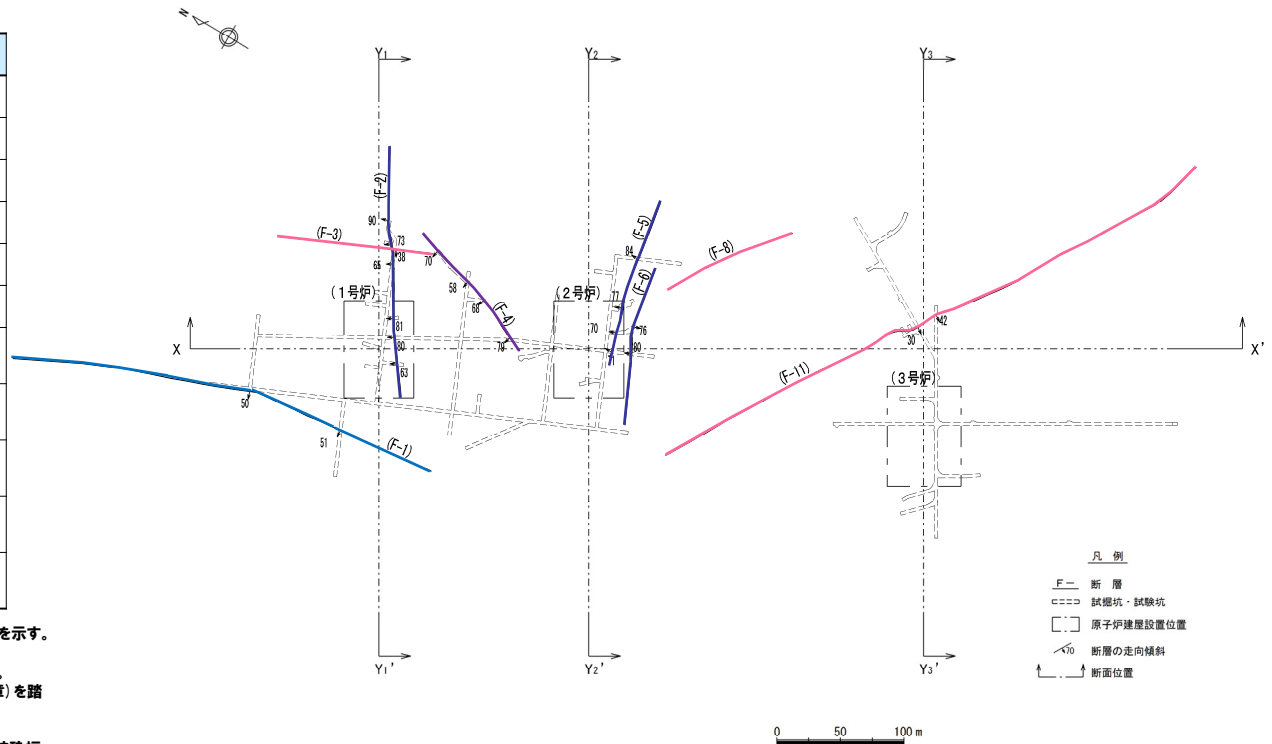 N
Y₁
Y₂
Y₃
(F-2)
90
(F-3)
73
38
65
70
(F-5)
84
(F-8)
(F-6)
58
68
(F-4)
(1号炉)
(2号炉)
77
81
80
70
76
80
79
63
42
30
X
X'
(3号炉)
(F-11)
50
51
(F-1)
凡 例
F－ 断 層
試掘坑・試験坑
原子炉建屋設置位置
70 断層の走向傾斜
断面位置
を示す。
。
)を踏
Y₁'
Y₂'
Y₃'
0 50 100 m